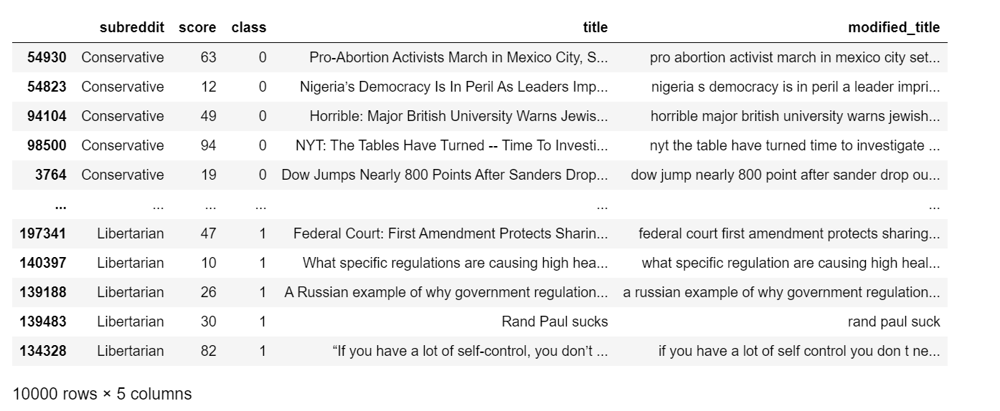 subreddit score class title modified_title
54930 Conservative 63 0 Pro-Abortion Activists March in Mexico City, S... pro abortion activist march in mexico city set...
54823 Conservative 12 0 Nigeria’s Democracy Is In Peril As Leaders Imp... nigeria s democracy is in peril a leader impri...
94104 Conservative 49 0 Horrible: Major British University Warns Jewis... horrible major british university warns jewish...
98500 Conservative 94 0 NYT: The Tables Have Turned -- Time To Investi... nyt the table have turned time to investigate ...
3764 Conservative 19 0 Dow Jumps Nearly 800 Points After Sanders Drop... dow jump nearly 800 point after sander drop ou...
... ... ... ... ... ...
197341 Libertarian 47 1 Federal Court: First Amendment Protects Sharin... federal court first amendment protects sharing...
140397 Libertarian 10 1 What specific regulations are causing high hea... what specific regulation are causing high heal...
139188 Libertarian 26 1 A Russian example of why government regulation... a russian example of why government regulation...
139483 Libertarian 30 1 Rand Paul sucks rand paul suck
134328 Libertarian 82 1 “If you have a lot of self-control, you don’t ... if you have a lot of self control you don t ne...
10000 rows × 5 columns